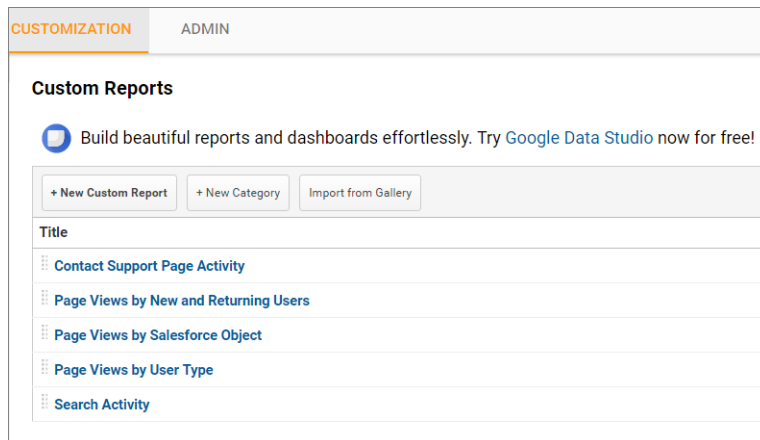 CUSTOMIZATION ADMIN
Custom Reports
Build beautiful reports and dashboards effortlessly. Try Google Data Studio now for free!
+ New Custom Report + New Category Import from Gallery
Title
Contact Support Page Activity
Page Views by New and Returning Users
Page Views by Salesforce Object
Page Views by User Type
Search Activity